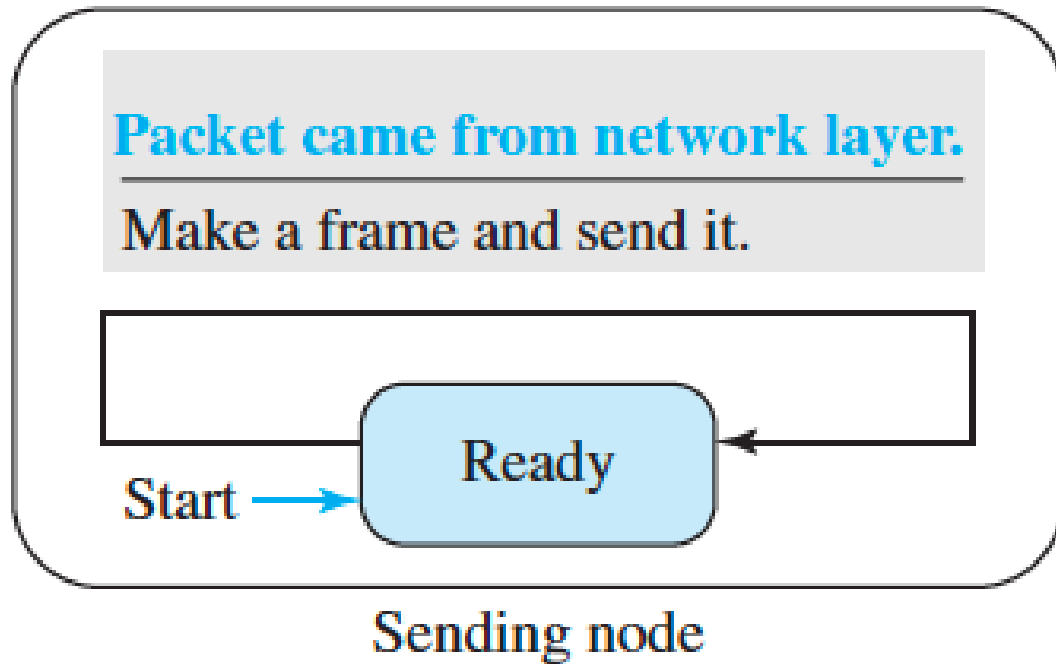 Packet came from network layer.
Make a frame and send it.
Ready
Start
Sending node